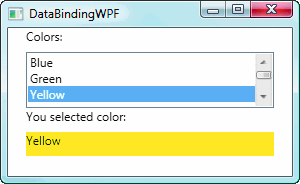 DataBindingWPF
Colors:
Blue
Green
Yellow
You selected color:
Yellow